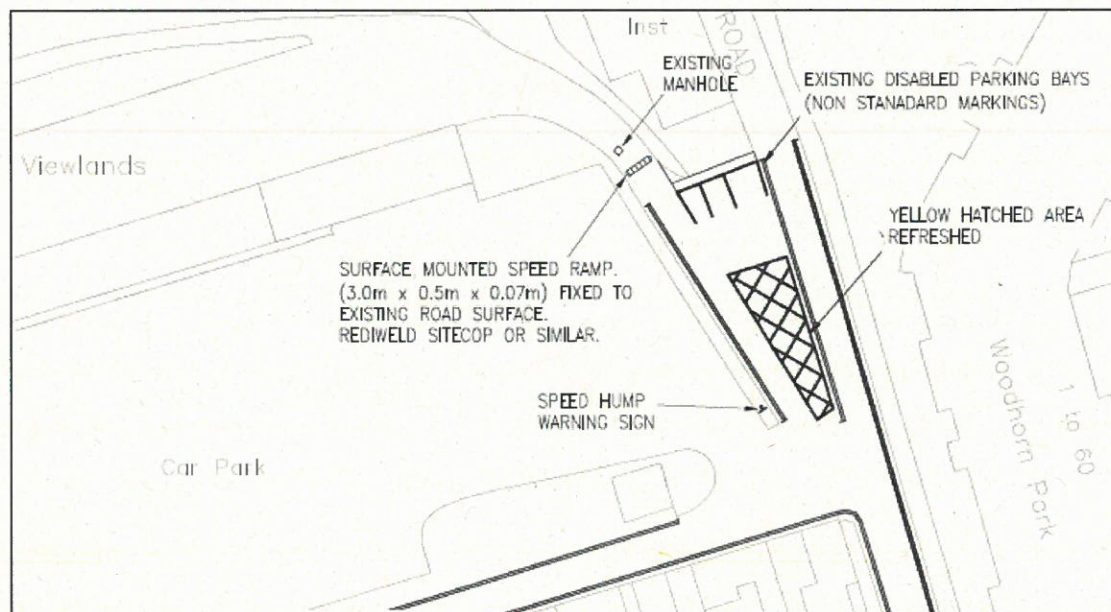 Inst
ROAD
EXISTING
MANHOLE
EXISTING DISABLED PARKING BAYS
(NON STANADARD MARKINGS)
Viewlands
YELLOW HATCHED AREA
REFRESHED
SURFACE MOUNTED SPEED RAMP.
(3.0m x 0.5m x 0.07m) FIXED TO
EXISTING ROAD SURFACE.
REDIWELD SITECOP OR SIMILAR.
SPEED HUMP
WARNING SIGN
Woodhorn Park
1 to 60
Car Park